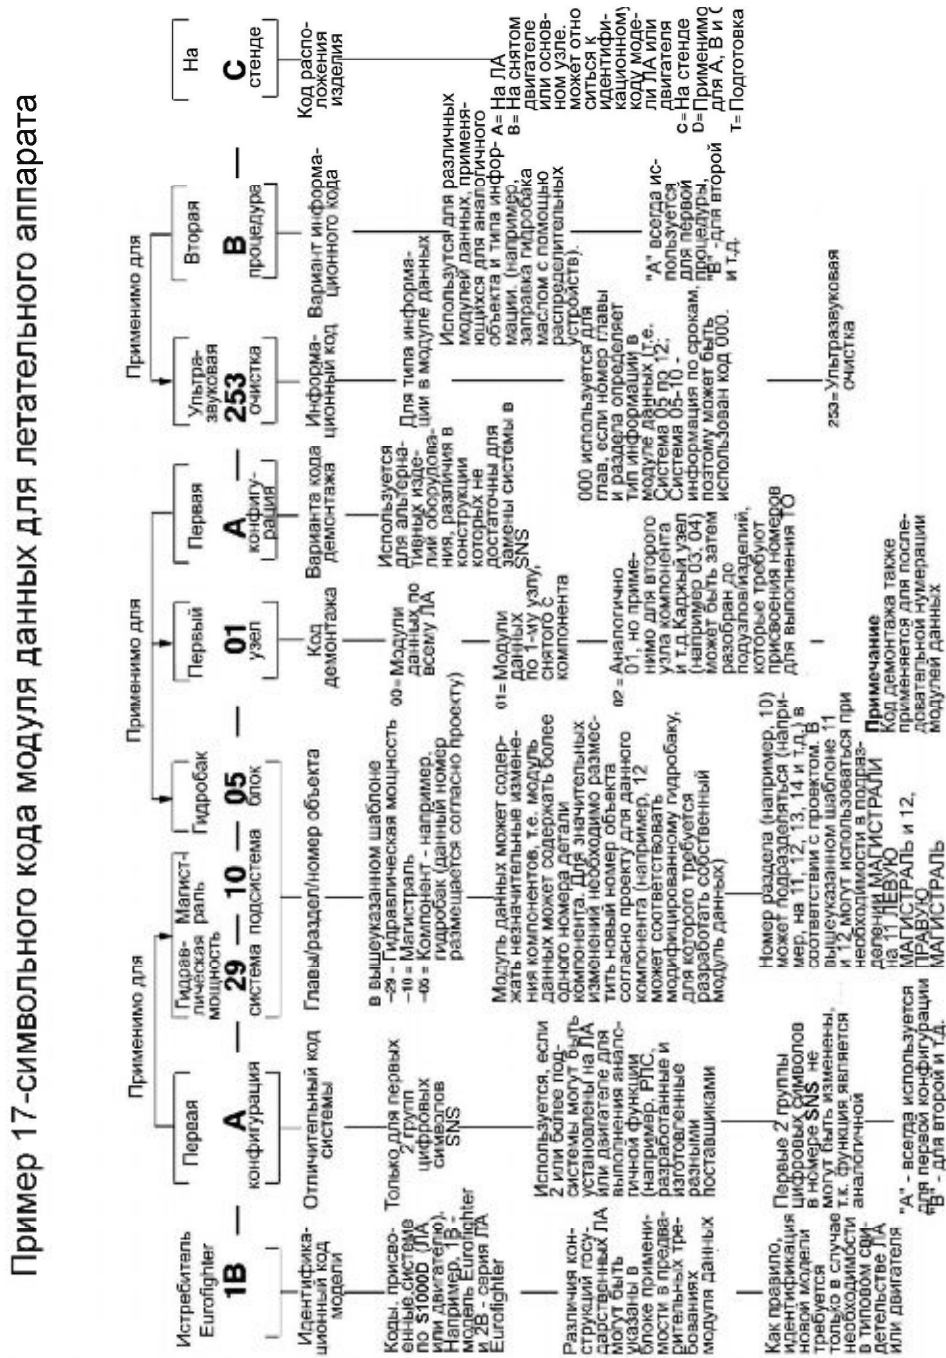 Пример 17-символьного кода модуля данных для летательного аппарата
Применимо для
Применимо для
Применимо для
Истребитель
Eurofighter
1B
Идентифика-
ционный код
модели
Коды, присво-
енные системе
по S1000D (ЛА
или двигателю).
Например, 1B -
модель Eurofighter
и 2B - серия ЛА
Eurofighter
Различия кон-
струкций госу-
дарственных ЛА
могут быть
указаны в
блоке примени-
мости в предва-
рительных тре-
бованиях
модуля данных
Как правило,
идентификация
новой модели
требуется
только в случае
необходимости
в типовом сви-
детельстве ЛА
или двигателя
Первая
A
конфигурация
Отличительный код
системы
Только для первых
2 групп
цифровых
символов
SNS
Используется, если
2 или более под-
системы могут быть
установлены на ЛА
или двигателе для
выполнения анало-
гичной функции
(например, РПС,
разработанные и
изготовленные
разными
поставщиками
Первые 2 группы
цифровых символов
в номере SNS не
могут быть изменены,
т.к. функция является
аналогичной
"A" - всегда используется
для первой конфигурации
"B" - для второй и т.д.
Гидрав-
лическая
мощность
29
система
Магист-
раль
10
подсистема
Гидробак
05
блок
Главы/раздел/номер объекта
в вышеуказанном шаблоне
-29 - Гидравлическая мощность
-10 = Магистраль
-05 = Компонент - например,
гидробак (данный номер
размещается согласно проекту)
Модуль данных может содер-
жать незначительные измене-
ния компонентов, т.е. модуль
данных может содержать более
одного номера детали
компонента. Для значительных
изменений необходимо размес-
тить новый номер объекта
согласно проекту для данного
компонента (например, 12
может соответствовать
модифицированному гидробаку,
для которого требуется
разработать собственный
модуль данных)
Номер раздела (например, 10)
может подразделяться (напри-
мер, на 11, 12, 13, 14 и т.д.) в
соответствии с проектом. В
вышеуказанном шаблоне 11
и 12 могут использоваться при
необходимости в подраз-
делении МАГИСТРАЛИ
на 11 ЛЕВУЮ
МАГИСТРАЛЬ и 12,
ПРАВУЮ
МАГИСТРАЛЬ
Первый
01
узел
Код
демонтажа
00= Модули
данных по
всему ЛА
01= Модули
данных
по 1-му узлу,
снятого с
компонента
02 = Аналогично
01, но приме-
нимо для второго
узла компонента
и т.д.Каджый узел
(например 03, 04)
может быть затем
разобран до
подузлов/изделий,
которые требуют
присвоения номеров
для выполнения ТО
Примечание
Код демонтажа также
применяется для после-
довательной нумерации
модулей данных
Первая
A
конфигу-
рация
Варианта кода
демонтажа
Используется
для альтерна-
тивных изде-
лий оборудова-
ния, различия в
конструкции
которых не
достаточны для
замены системы в
SNS
Ультра-
звуковая
253
очистка
Информа-
ционный код
Для типа информа-
ции в модуле данных
000 используется для
глав, если номер главы
и раздела определяет
тип информации в
модуле данных (т.е.
Система 05 по 12;
Система 05-10 -
информация по срокам,
поэтому может быть
использован код 000.
253= Ультразвуковая
очистка
Вторая
B
процедура
Вариант информа-
ционного кода
Используются для различных
модулей данных, применя-
ющихся для аналогичного
объекта и типа инфор-
мации. (например,
заправка гидробака
маслом с помощью
распределительных
устройств).
"A" всегда ис-
пользуется
для первой
процедуры,
"B" - для второй
и т.д.
На
C
стенде
Код распо-
ложения
изделия
A= На ЛА
B= На снятом
двигателе
или основ-
ном узле.
может отно
ситься к
идентифи-
кационному
коду моде-
ли ЛА или
двигателя
C= На стенде
D= Применимо
для A, B и C
T= Подготовка